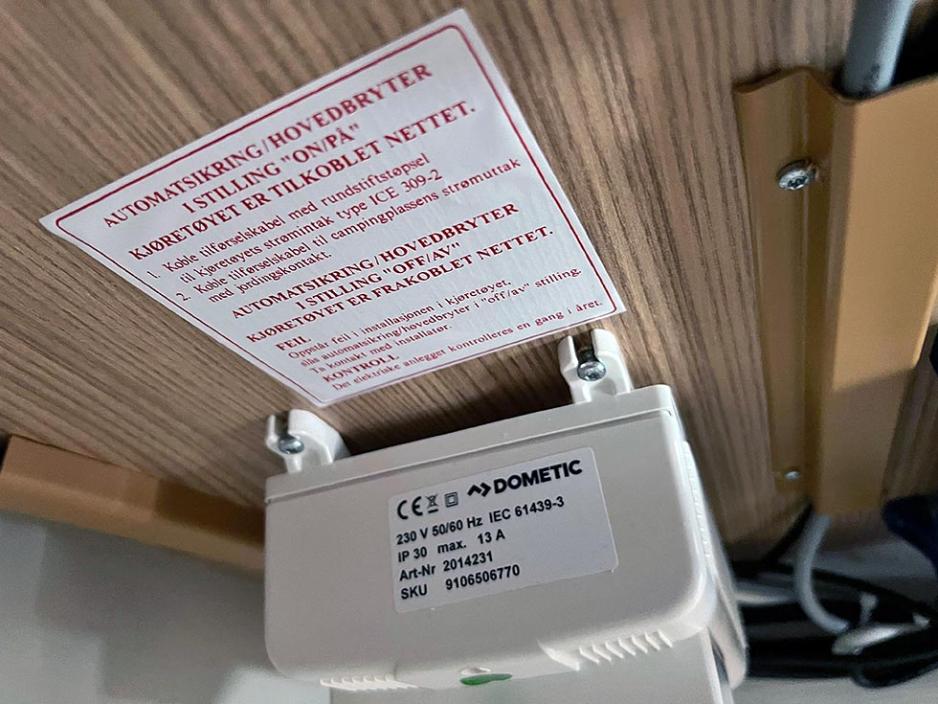 AUTOMATSIKRING/HOVEDBRYTER
I STILLING "ON/PÅ"
KJØRETØYET ER TILKOBLET NETTET.
1. Koble tilførselskabel med rundstiftstøpsel
til kjøretøyets strømintak type ICE 309-2
2. Koble tilførselskabel til campingplassens strømuttak
med jordingskontakt.
AUTOMATSIKRING/HOVEDBRYTER
I STILLING "OFF/AV"
KJØRETØYET ER FRAKOBLET NETTET.
FEIL
Oppstår feil i installasjonen i kjøretøyet,
slås automatsikring/hovedbryter i "off/av" stilling.
Ta kontakt med installatør.
KONTROLL
Det elektriske anlegget kontrolleres en gang i året.
CE DOMETIC
230 V 50/60 Hz IEC 61439-3
IP 30 max. 13 A
Art-Nr 2014231
SKU 9106506770